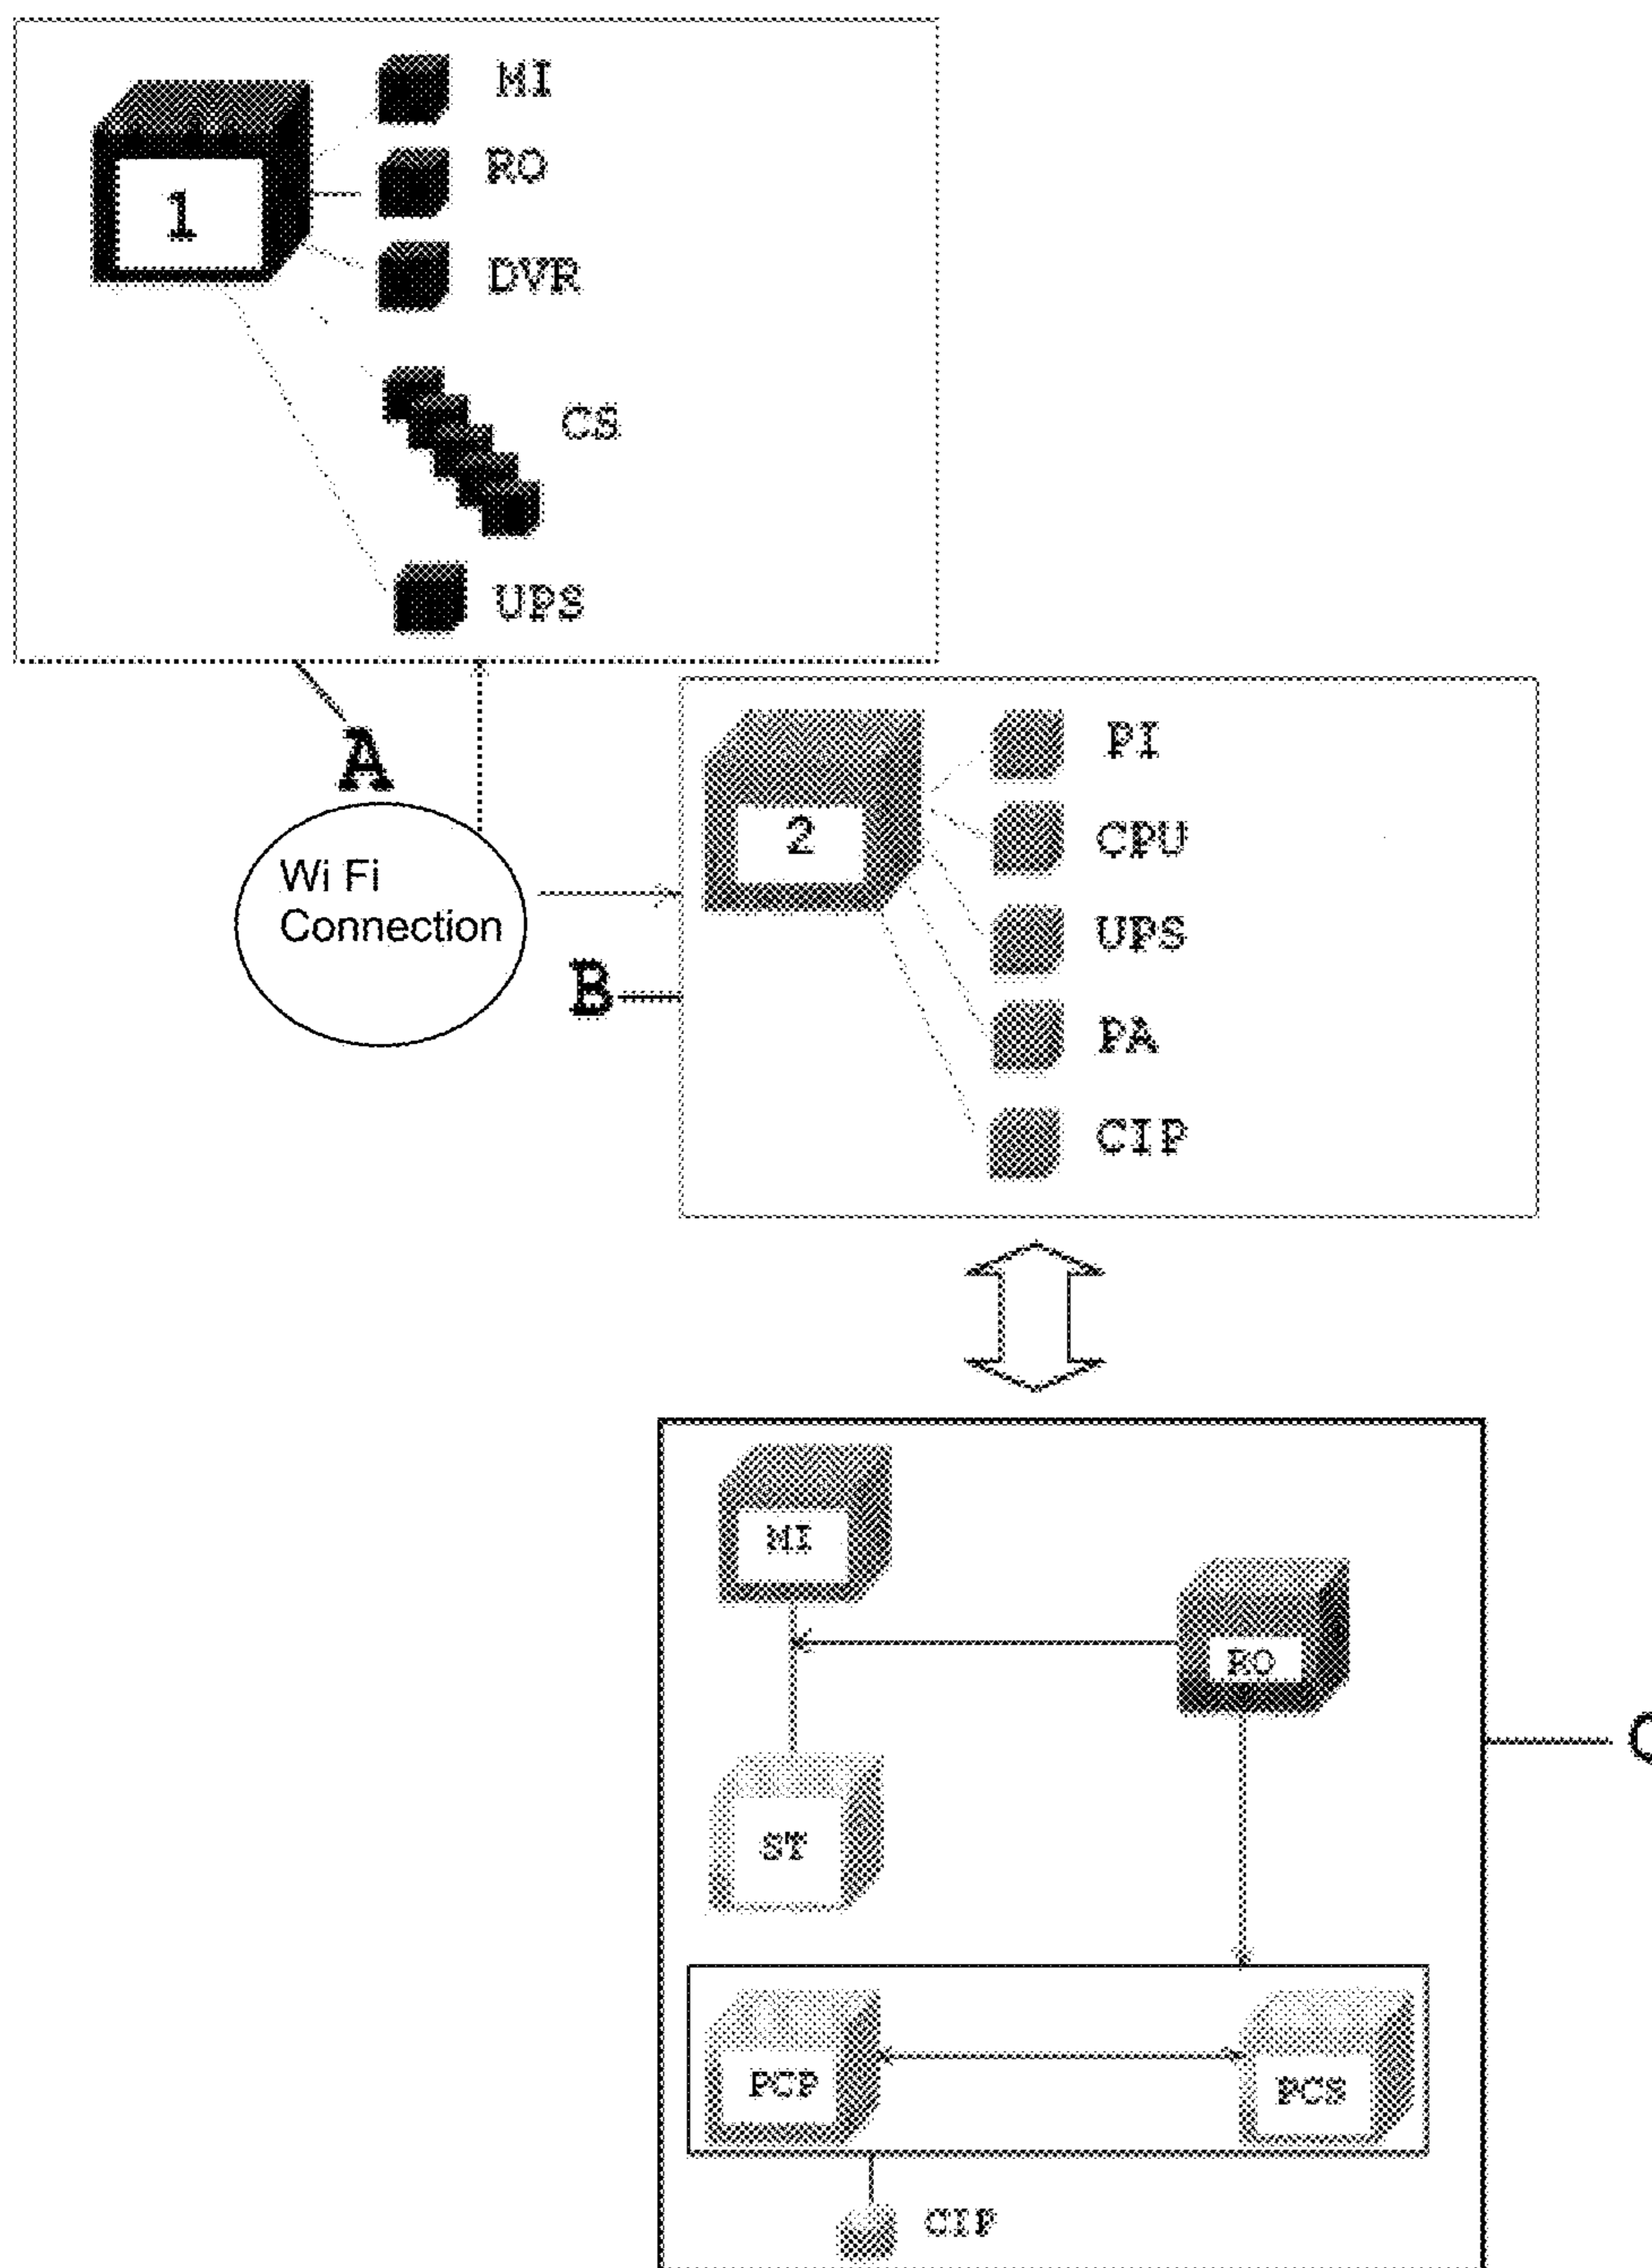 MI
RO
1
DVR
CS
UPS
A
PI
2
CPU
Wi Fi
Connection
UPS
B
PA
CIP
MI
RO
ST
PCP
PCS
CIP